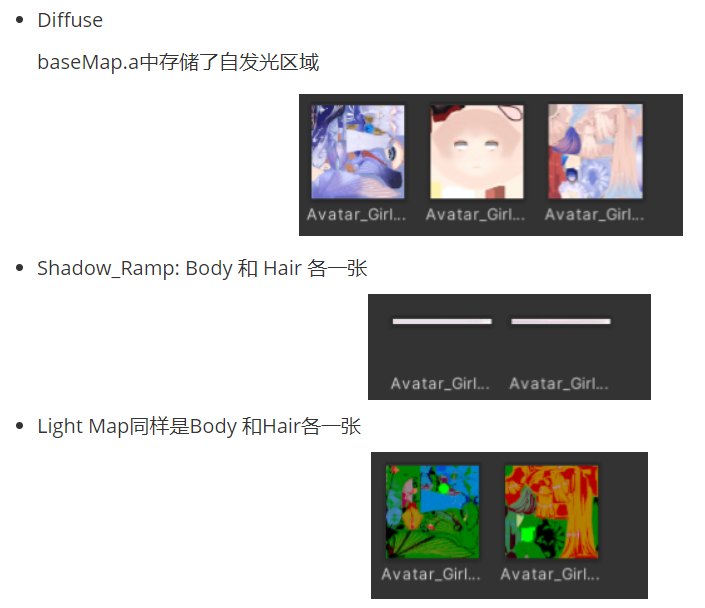 Diffuse
baseMap.a中存储了自发光区域
Avatar_Girl... Avatar_Girl... Avatar_Girl...
Shadow_Ramp: Body 和 Hair 各一张
Avatar_Girl... Avatar_Girl...
Light Map同样是Body 和Hair各一张
Avatar_Girl... Avatar_Girl...